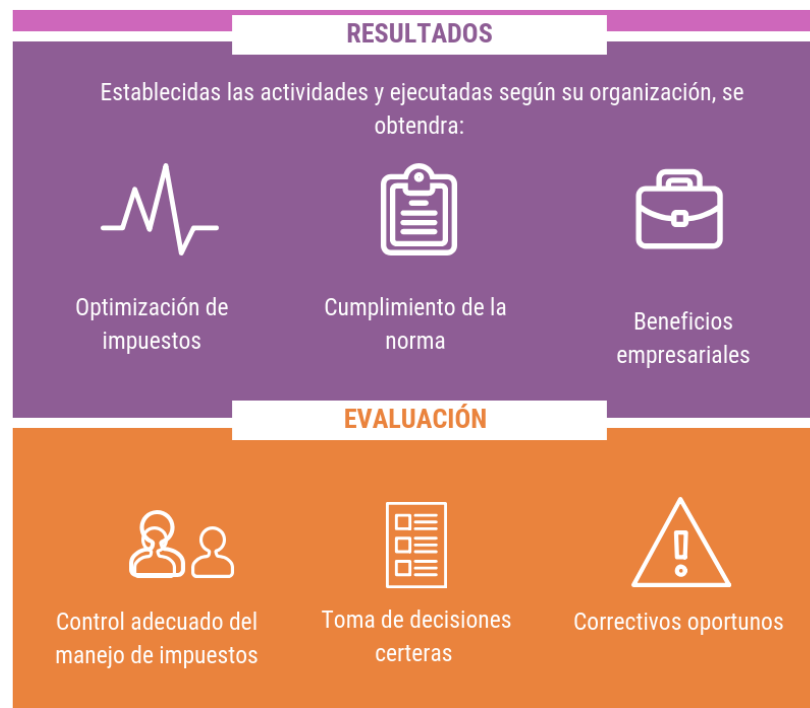 RESULTADOS
Establecidas las actividades y ejecutadas según su organización, se
obtendra:
Optimización de
impuestos
Cumplimiento de la
norma
Beneficios
empresariales
EVALUACIÓN
Control adecuado del
manejo de impuestos
Toma de decisiones
certeras
Correctivos oportunos